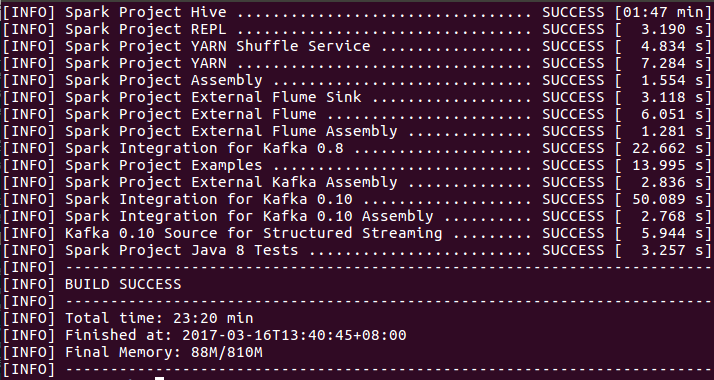 [INFO] Spark Project Hive ................................. SUCCESS [01:47 min]
[INFO] Spark Project REPL ................................. SUCCESS [  3.190 s]
[INFO] Spark Project YARN Shuffle Service ................. SUCCESS [  4.834 s]
[INFO] Spark Project YARN ................................. SUCCESS [  7.284 s]
[INFO] Spark Project Assembly ............................. SUCCESS [  1.554 s]
[INFO] Spark Project External Flume Sink .................. SUCCESS [  3.118 s]
[INFO] Spark Project External Flume ....................... SUCCESS [  6.051 s]
[INFO] Spark Project External Flume Assembly .............. SUCCESS [  1.281 s]
[INFO] Spark Integration for Kafka 0.8 .................... SUCCESS [ 22.662 s]
[INFO] Spark Project Examples ............................. SUCCESS [ 13.995 s]
[INFO] Spark Project External Kafka Assembly .............. SUCCESS [  2.836 s]
[INFO] Spark Integration for Kafka 0.10 ................... SUCCESS [ 50.089 s]
[INFO] Spark Integration for Kafka 0.10 Assembly .......... SUCCESS [  2.768 s]
[INFO] Kafka 0.10 Source for Structured Streaming ......... SUCCESS [  5.944 s]
[INFO] Spark Project Java 8 Tests ......................... SUCCESS [  3.257 s]
[INFO] ------------------------------------------------------------------------
[INFO] BUILD SUCCESS
[INFO] ------------------------------------------------------------------------
[INFO] Total time: 23:20 min
[INFO] Finished at: 2017-03-16T13:40:45+08:00
[INFO] Final Memory: 88M/810M
[INFO] ------------------------------------------------------------------------